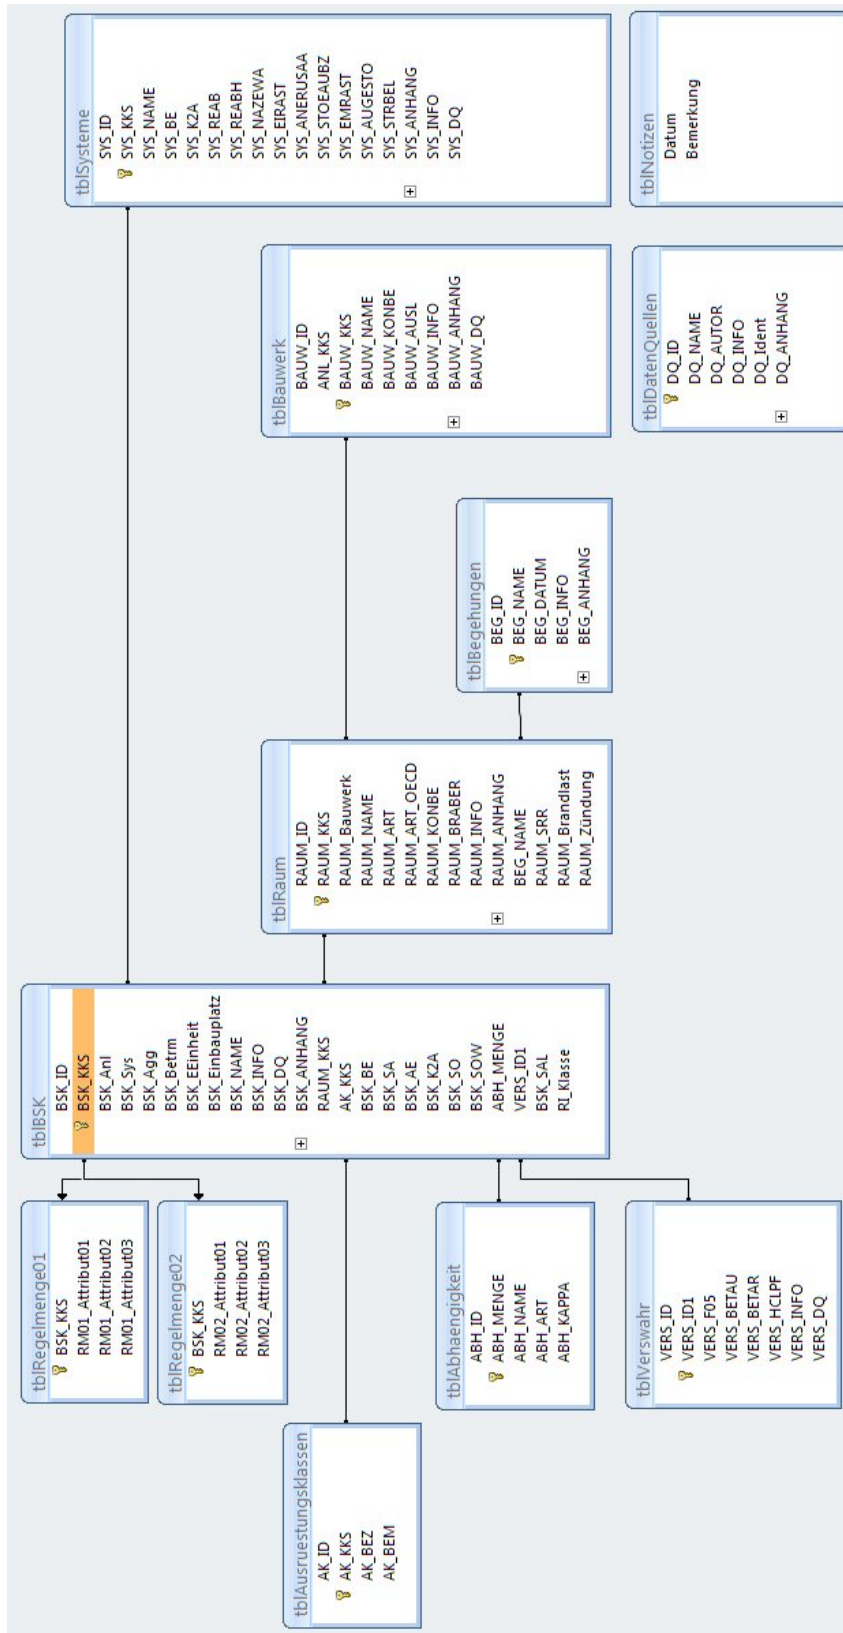 tblSysteme
SYS_ID
SYS_KKS
SYS_NAME
SYS_BE
SYS_K2A
SYS_REAB
SYS_REABH
SYS_NAZEWA
SYS_EIRAST
SYS_ANERUSAA
SYS_STOEAUBZ
SYS_EMRAST
SYS_AUGESTO
SYS_STRBEL
SYS_ANHANG
SYS_INFO
SYS_DQ
tblNotizen
Datum
Bemerkung
tblBauwerk
BAUW_ID
ANL_KKS
BAUW_KKS
BAUW_NAME
BAUW_KONBE
BAUW_AUSL
BAUW_INFO
BAUW_ANHANG
BAUW_DQ
tblDatenQuellen
DQ_ID
DQ_NAME
DQ_AUTOR
DQ_INFO
DQ_Ident
DQ_ANHANG
tblBegehungen
BEG_ID
BEG_NAME
BEG_DATUM
BEG_INFO
BEG_ANHANG
tblRaum
RAUM_ID
RAUM_KKS
RAUM_Bauwerk
RAUM_NAME
RAUM_ART
RAUM_ART_OECD
RAUM_KONBE
RAUM_BRABER
RAUM_INFO
RAUM_ANHANG
BEG_NAME
RAUM_SRR
RAUM_Brandlast
RAUM_Zündung
tblBSK
BSK_ID
BSK_KKS
BSK_Anl
BSK_Sys
BSK_Agg
BSK_Betrm
BSK_EEinheit
BSK_Einbauplatz
BSK_NAME
BSK_INFO
BSK_DQ
BSK_ANHANG
RAUM_KKS
AK_KKS
BSK_BE
BSK_SA
BSK_AE
BSK_K2A
BSK_SO
BSK_SOW
ABH_MENGE
VERS_ID1
BSK_SAL
RI_Klasse
tblRegelmenge01
BSK_KKS
RM01_Attribut01
RM01_Attribut02
RM01_Attribut03
tblRegelmenge02
BSK_KKS
RM02_Attribut01
RM02_Attribut02
RM02_Attribut03
tblAbhaengigkeit
ABH_ID
ABH_MENGE
ABH_NAME
ABH_ART
ABH_KAPPA
tblVerswahr
VERS_ID
VERS_ID1
VERS_F05
VERS_BETAU
VERS_BETAR
VERS_HCLPF
VERS_INFO
VERS_DQ
tblAusruestungsklassen
AK_ID
AK_KKS
AK_BEZ
AK_BEM